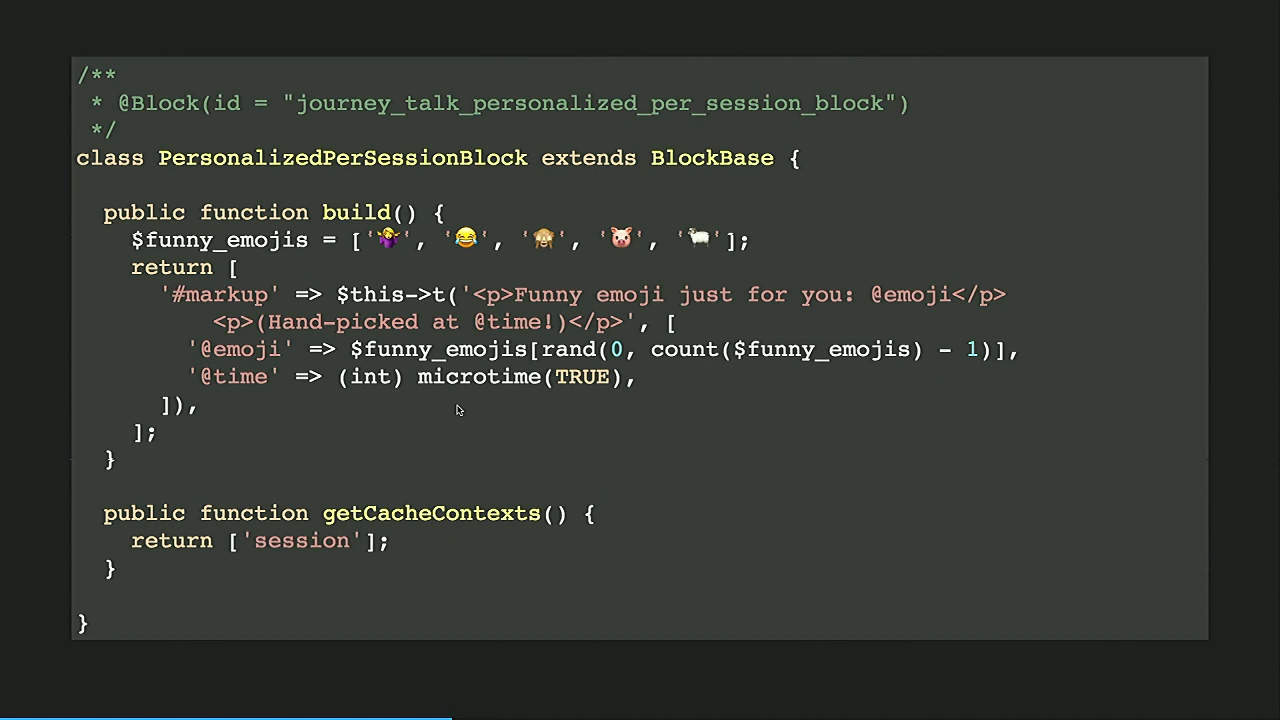 /**
 * @Block(id = "journey_talk_personalized_per_session_block")
 */
class PersonalizedPerSessionBlock extends BlockBase {

  public function build() {
    $funny_emojis = ['🤷‍♀️', '😂', '🙈', '🐷', '🐑'];
    return [
      '#markup' => $this->t('<p>Funny emoji just for you: @emoji</p>
          <p>(Hand-picked at @time!)</p>', [
        '@emoji' => $funny_emojis[rand(0, count($funny_emojis) - 1)],
        '@time' => (int) microtime(TRUE),
      ]),
    ];
  }

  public function getCacheContexts() {
    return ['session'];
  }

}